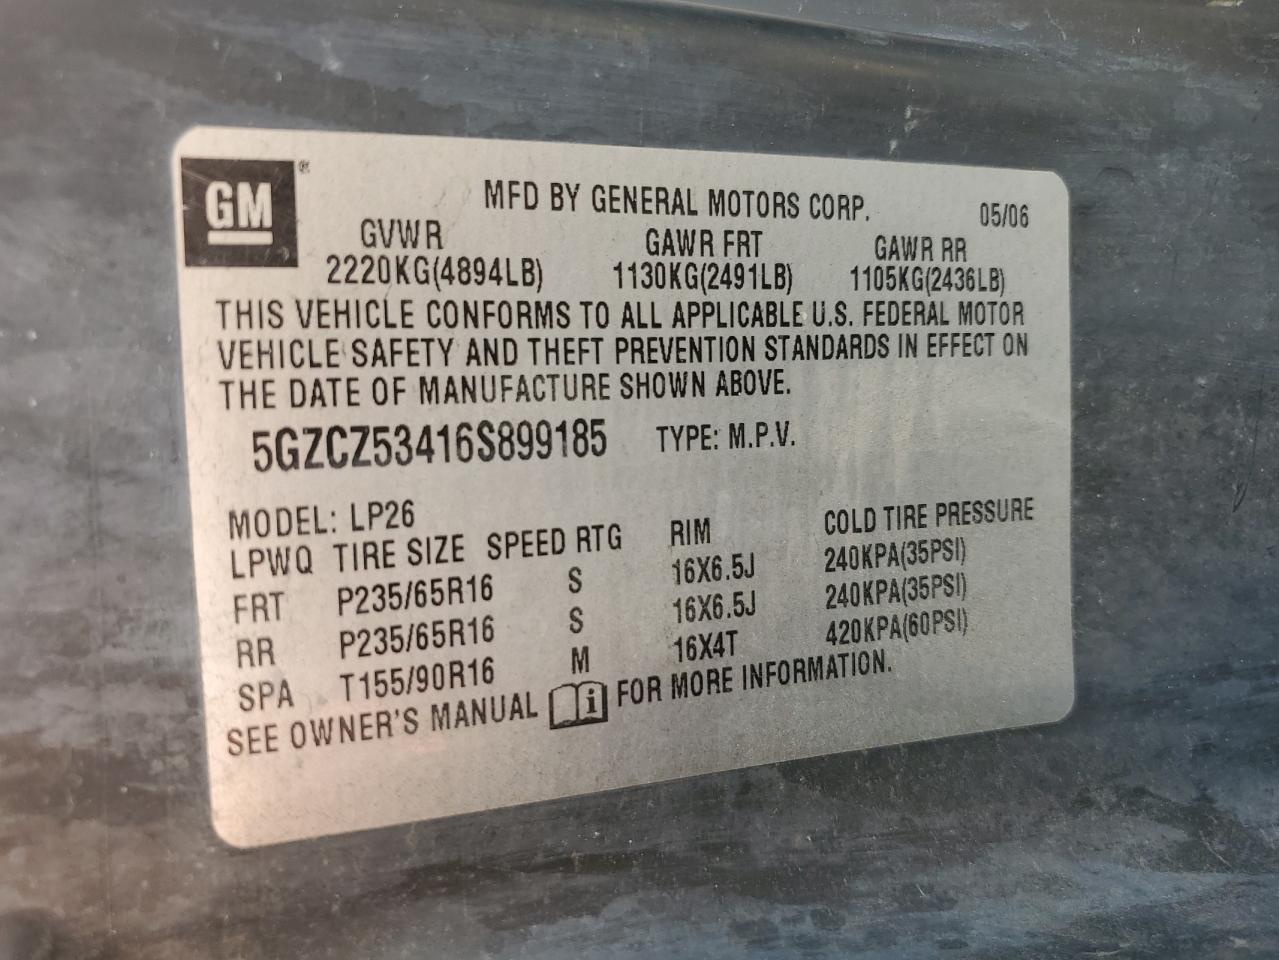 GM ®
MFD BY GENERAL MOTORS CORP. 05/06
GVWR GAWR FRT GAWR RR
2220KG(4894LB) 1130KG(2491LB) 1105KG(2436LB)
THIS VEHICLE CONFORMS TO ALL APPLICABLE U.S. FEDERAL MOTOR
VEHICLE SAFETY AND THEFT PREVENTION STANDARDS IN EFFECT ON
THE DATE OF MANUFACTURE SHOWN ABOVE.
5GZCZ53416S899185 TYPE: M.P.V.
MODEL: LP26
LPWQ TIRE SIZE SPEED RTG RIM COLD TIRE PRESSURE
FRT P235/65R16 S 16X6.5J 240KPA(35PSI)
RR P235/65R16 S 16X6.5J 240KPA(35PSI)
SPA T155/90R16 M 16X4T 420KPA(60PSI)
SEE OWNER'S MANUAL i FOR MORE INFORMATION.